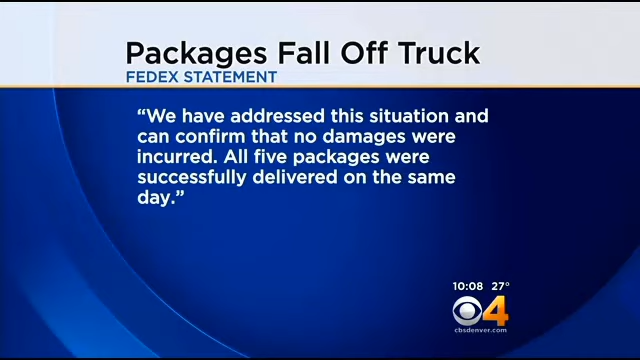 Packages Fall Off Truck
FEDEX STATEMENT
“We have addressed this situation and
can confirm that no damages were
incurred. All five packages were
successfully delivered on the same
day.”
10:08 27°
4
cbsdenver.com